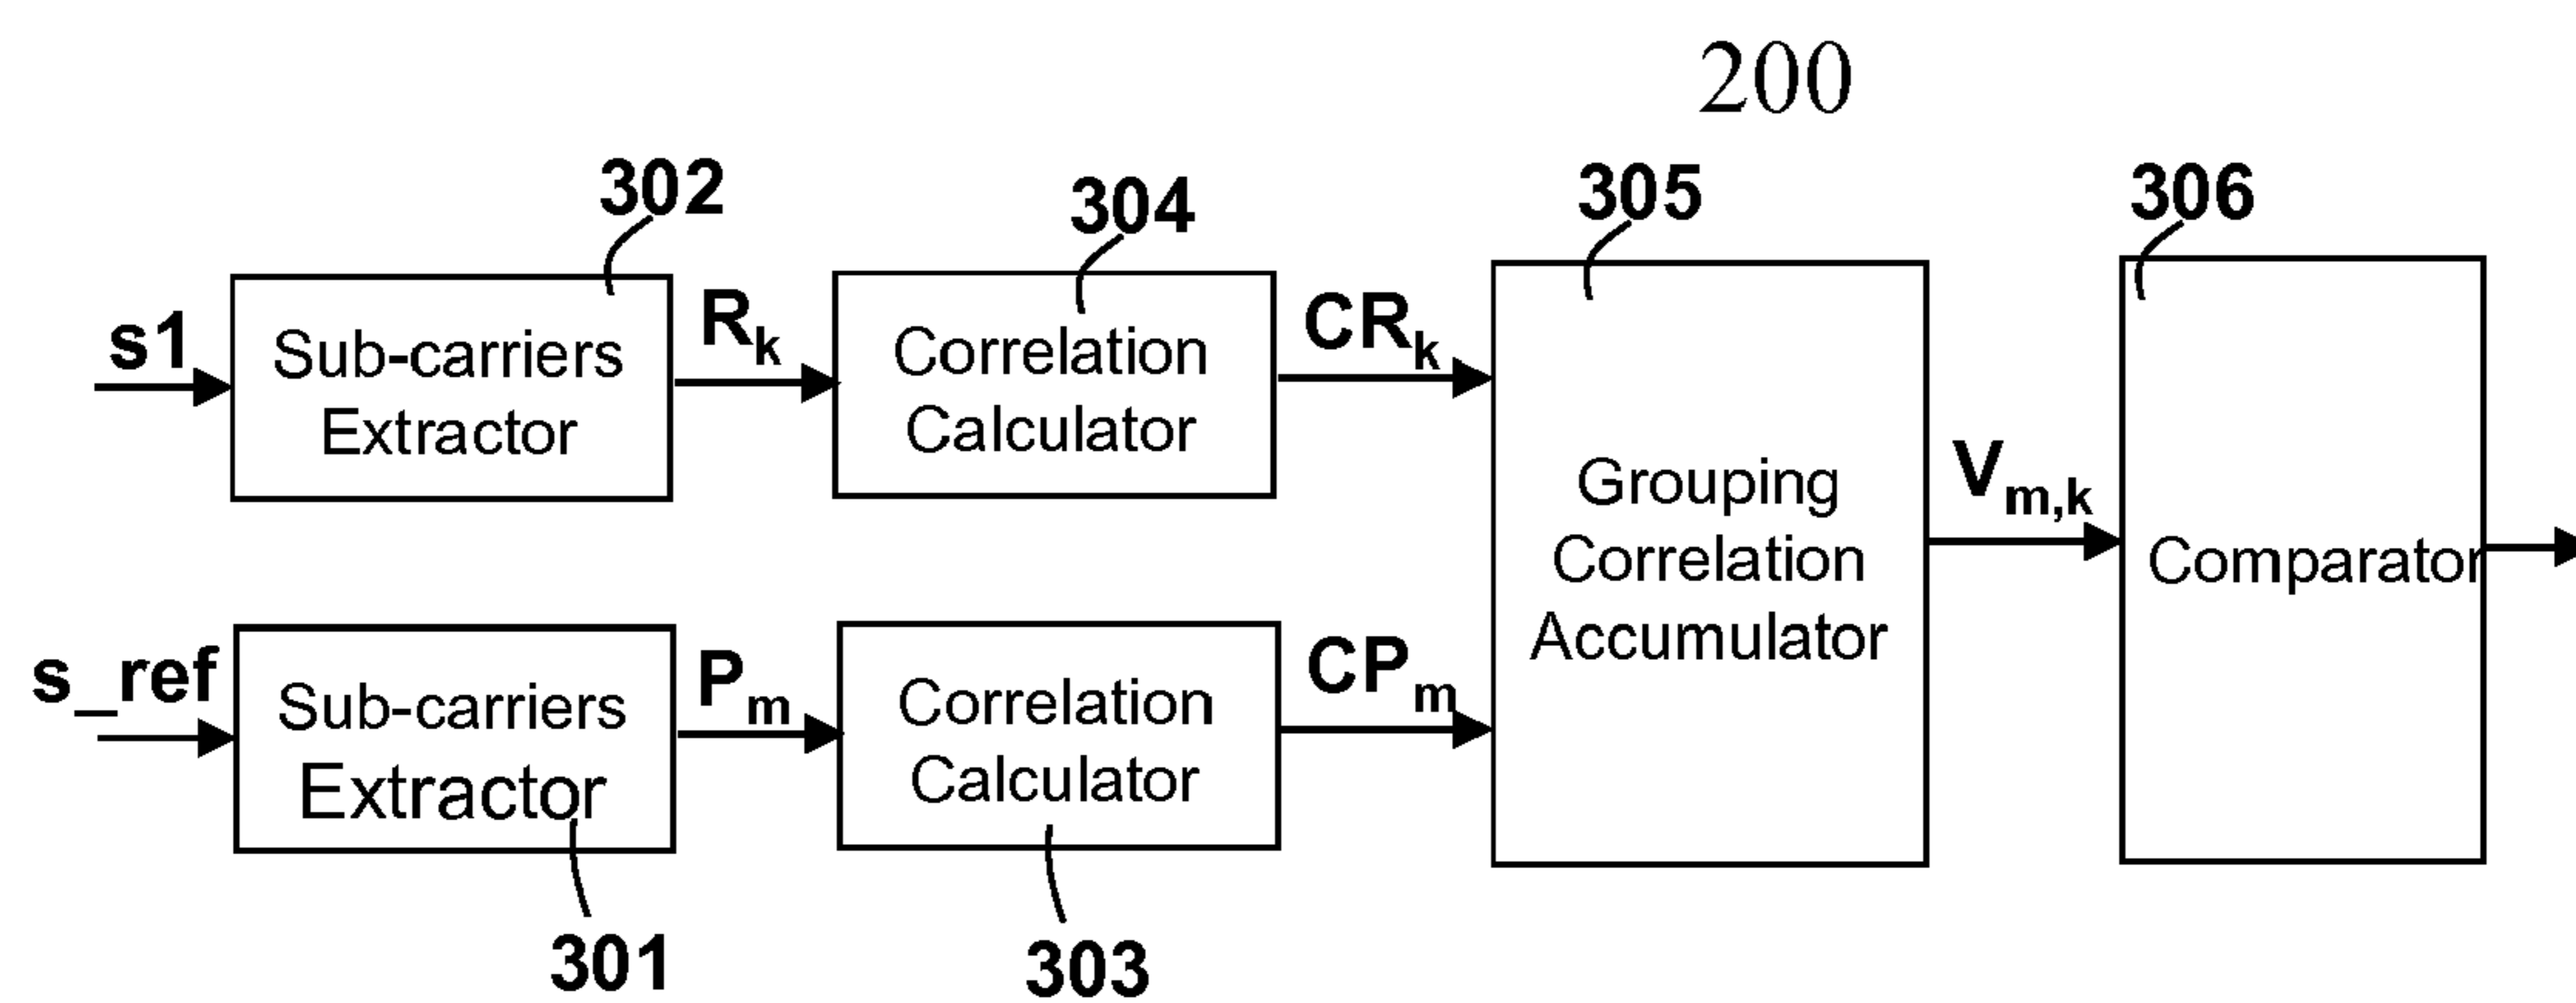 200
302
304
305
306
s1
Sub-carriers
Extractor
R_k
Correlation
Calculator
CR_k
Grouping
Correlation
Accumulator
V_m,k
Comparator
s_ref
Sub-carriers
Extractor
P_m
Correlation
Calculator
CP_m
301
303